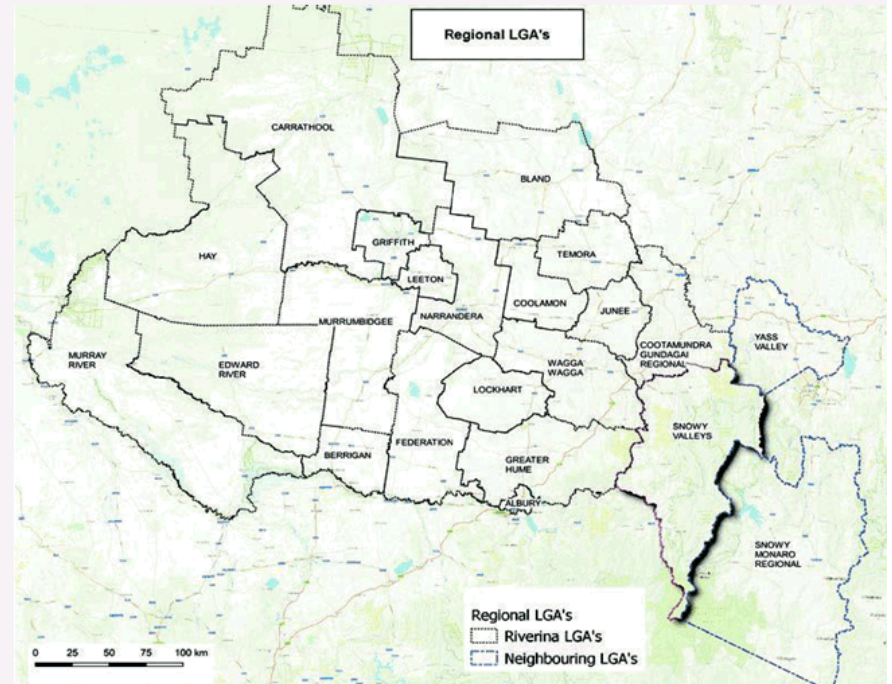 Regional LGA's
CARRATHOOL
BLAND
GRIFFITH
TEMORA
HAY
LEETON
COOLAMON
JUNEE
MURRUMBIDGEE
NARRANDERA
COOTAMUNDRA
GUNDAGAI
REGIONAL
YASS
VALLEY
MURRAY
RIVER
EDWARD
RIVER
WAGGA
WAGGA
LOCKHART
SNOWY
VALLEYS
FEDERATION
BERRIGAN
GREATER
HUME
ALBURY
SNOWY
MONARO
REGIONAL
Regional LGA's
Riverina LGA's
Neighbouring LGA's
0 25 50 75 100 km